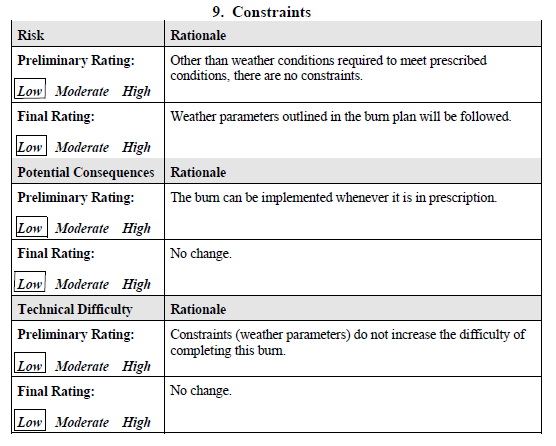 9. Constraints
Risk Rationale
Preliminary Rating: Other than weather conditions required to meet prescribed
conditions, there are no constraints.
Low Moderate High
Final Rating: Weather parameters outlined in the burn plan will be followed.
Low Moderate High
Potential Consequences Rationale
Preliminary Rating: The burn can be implemented whenever it is in prescription.
Low Moderate High
Final Rating: No change.
Low Moderate High
Technical Difficulty Rationale
Preliminary Rating: Constraints (weather parameters) do not increase the difficulty of
completing this burn.
Low Moderate High
Final Rating: No change.
Low Moderate High